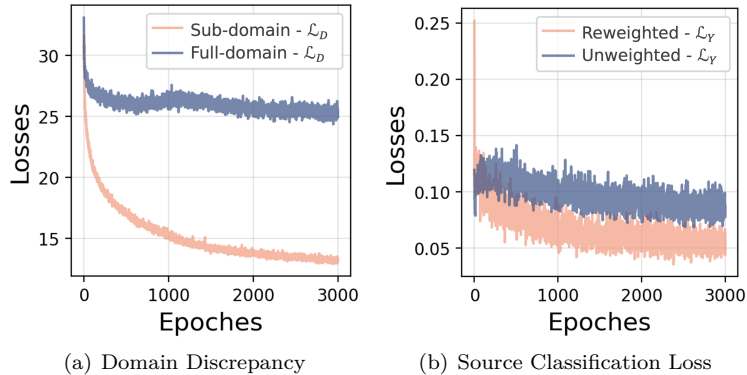 Sub-domain - ℒ_D
Full-domain - ℒ_D
30
25
20
15
Losses
0 1000 2000 3000
Epoches
(a) Domain Discrepancy
Reweighted - ℒ_Y
Unweighted - ℒ_Y
0.25
0.20
0.15
0.10
0.05
Losses
0 1000 2000 3000
Epoches
(b) Source Classification Loss